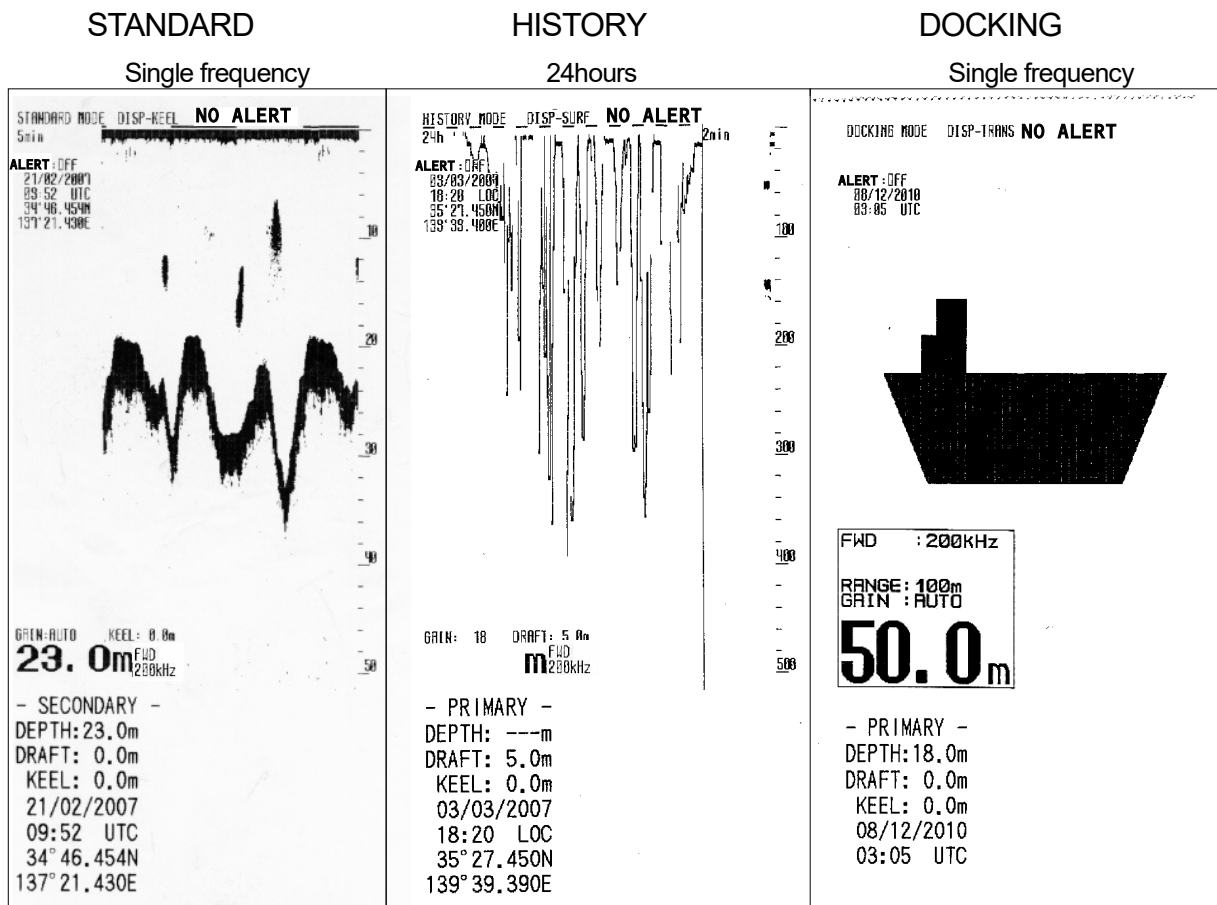 STANDARD
Single frequency
STANDARD MODE DISP-KEEL NO ALERT
5min
ALERT:OFF
21/02/2007
09:52 UTC
34°46.454N
137°21.430E
10
20
30
40
50
GAIN:AUTO KEEL: 0.0m
23.0m FWD
200kHz
- SECONDARY -
DEPTH:23.0m
DRAFT: 0.0m
KEEL: 0.0m
21/02/2007
09:52 UTC
34°46.454N
137°21.430E
HISTORY
24hours
HISTORY MODE DISP-SURF NO ALERT
24h 2min
ALERT:OFF
03/03/2007
18:20 LOC
35°27.450N
139°39.400E
100
200
300
400
500
GAIN: 18 DRAFT: 5.0m
m FWD
200kHz
- PRIMARY -
DEPTH: ---m
DRAFT: 5.0m
KEEL: 0.0m
03/03/2007
18:20 LOC
35°27.450N
139°39.390E
DOCKING
Single frequency
DOCKING MODE DISP-TRANS NO ALERT
ALERT:OFF
08/12/2010
03:05 UTC
FWD :200kHz
RANGE:100m
GAIN :AUTO
50.0m
- PRIMARY -
DEPTH:18.0m
DRAFT: 0.0m
KEEL: 0.0m
08/12/2010
03:05 UTC